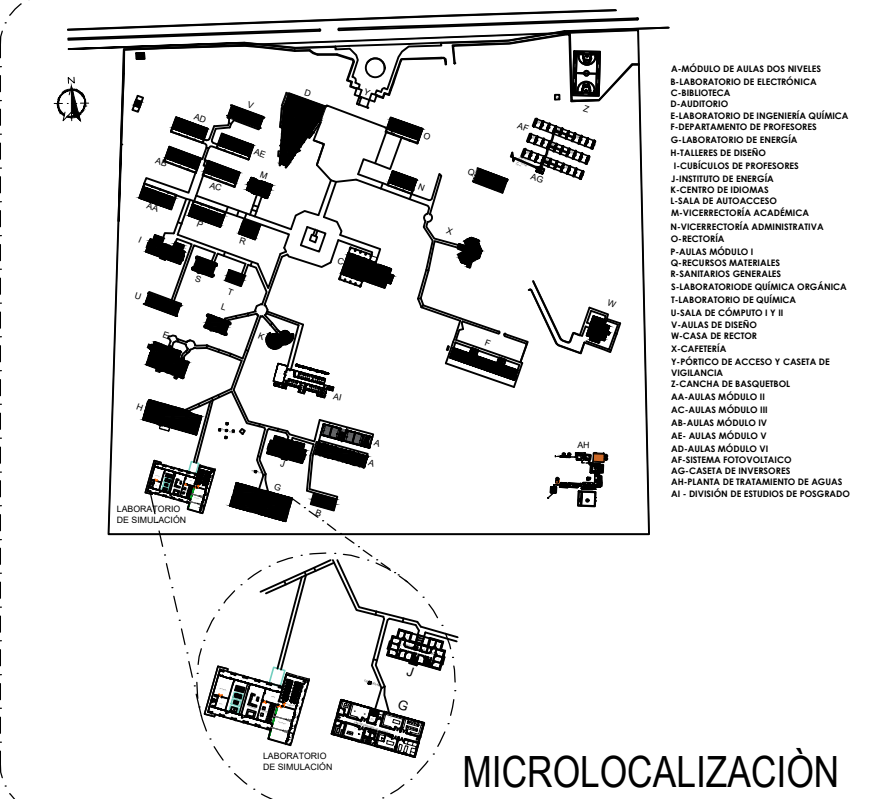 N
D
V
Y
Z
AD
O
AF
AE
AB
AC
M
Q
AG
N
AA
P
R
X
I
C
S
T
U
L
W
E
K
F
AI
H
A
AH
J
A
G
B
LABORATORIO
DE SIMULACIÓN
A-MÓDULO DE AULAS DOS NIVELES
B-LABORATORIO DE ELECTRÓNICA
C-BIBLIOTECA
D-AUDITORIO
E-LABORATORIO DE INGENIERÍA QUÍMICA
F-DEPARTAMENTO DE PROFESORES
G-LABORATORIO DE ENERGÍA
H-TALLERES DE DISEÑO
I-CUBÍCULOS DE PROFESORES
J-INSTITUTO DE ENERGÍA
K-CENTRO DE IDIOMAS
L-SALA DE AUTOACCESO
M-VICERRECTORÍA ACADÉMICA
N-VICERRECTORÍA ADMINISTRATIVA
O-RECTORÍA
P-AULAS MÓDULO I
Q-RECURSOS MATERIALES
R-SANITARIOS GENERALES
S-LABORATORIODE QUÍMICA ORGÁNICA
T-LABORATORIO DE QUÍMICA
U-SALA DE CÓMPUTO I Y II
V-AULAS DE DISEÑO
W-CASA DE RECTOR
X-CAFETERÍA
Y-PÓRTICO DE ACCESO Y CASETA DE
VIGILANCIA
Z-CANCHA DE BASQUETBOL
AA-AULAS MÓDULO II
AC-AULAS MÓDULO III
AB-AULAS MÓDULO IV
AE- AULAS MÓDULO V
AD-AULAS MÓDULO VI
AF-SISTEMA FOTOVOLTAICO
AG-CASETA DE INVERSORES
AH-PLANTA DE TRATAMIENTO DE AGUAS
AI - DIVISIÓN DE ESTUDIOS DE POSGRADO
J
G
LABORATORIO
DE SIMULACIÓN
MICROLOCALIZACIÒN